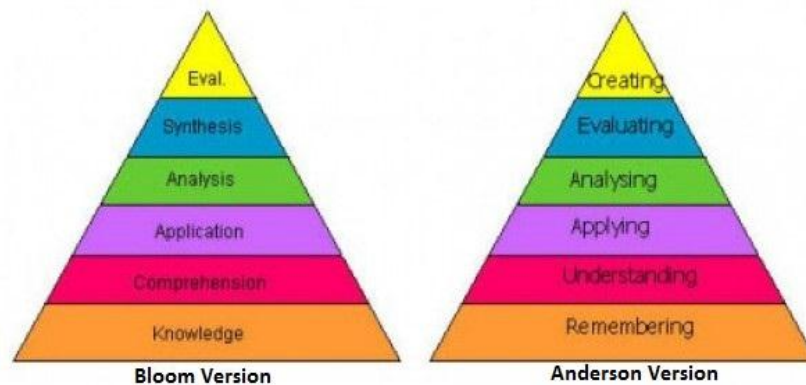 Eval.
Synthesis
Analysis
Application
Comprehension
Knowledge
Bloom Version
Creating
Evaluating
Analysing
Applying
Understanding
Remembering
Anderson Version